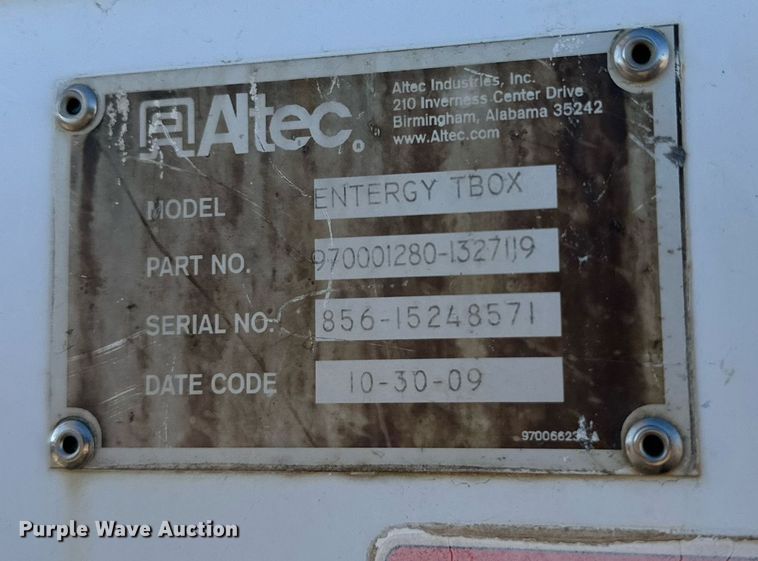 Altec®
Altec Industries, Inc.
210 Inverness Center Drive
Birmingham, Alabama 35242
www.Altec.com
MODEL ENTERGY TBOX
PART NO. 970001280-1327119
SERIAL NO. 856-15248571
DATE CODE 10-30-09
Purple Wave Auction